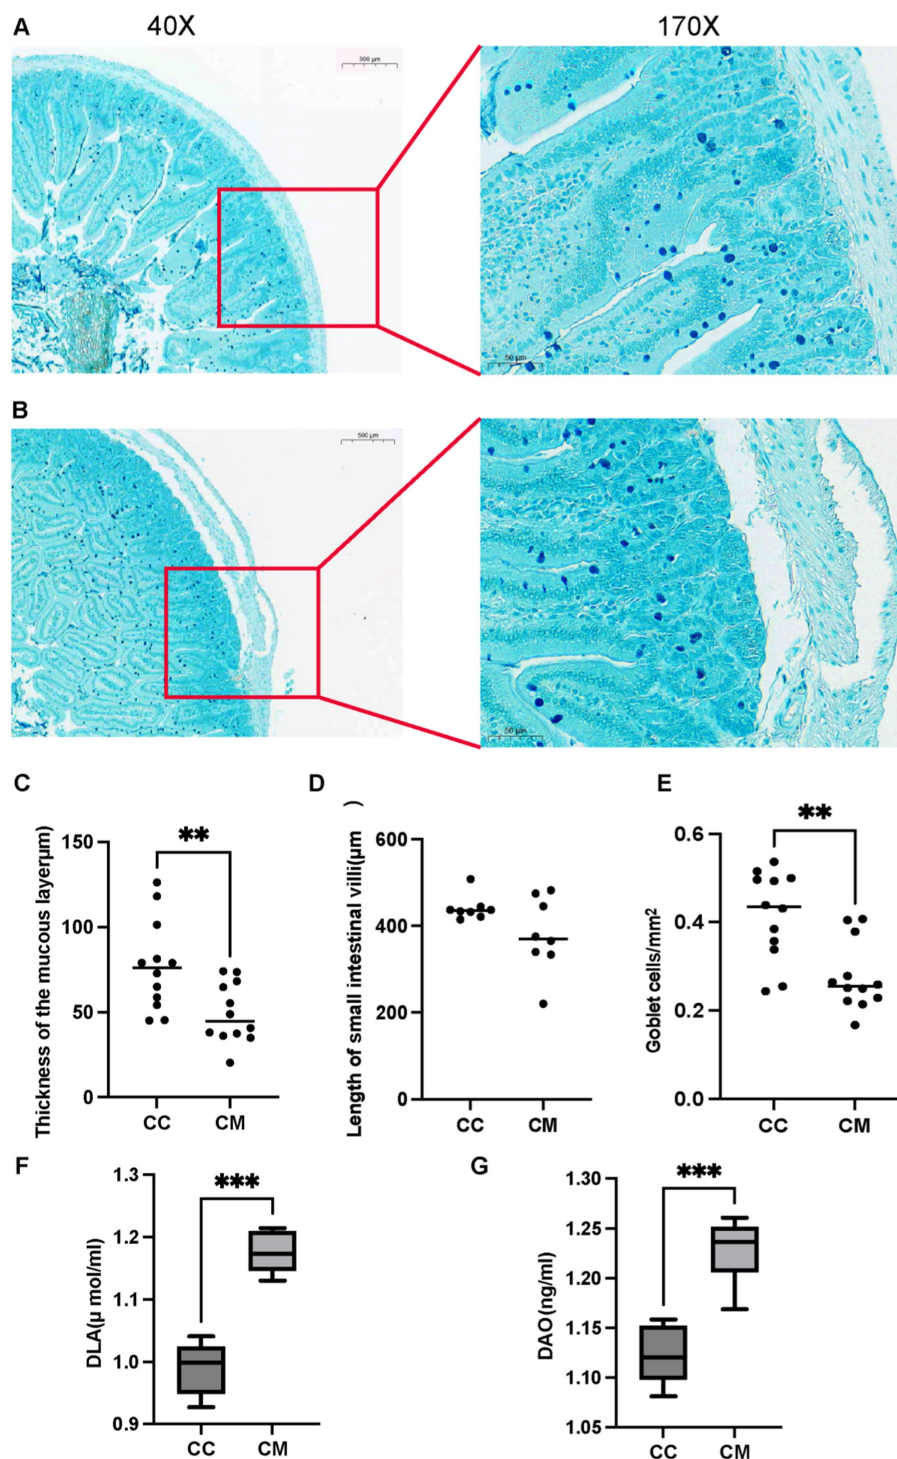 A
40X
170X
500 µm
50 µm
B
500 µm
50 µm
C
Thickness of the mucous layerµm)
150
100
50
0
**
CC
CM
D
Length of small intestinal villi(µm )
600
400
200
0
CC
CM
E
Goblet cells/mm2
0.6
0.4
0.2
0.0
**
CC
CM
F
DLA(µ mol/ml)
1.3
1.2
1.1
1.0
0.9
***
CC
CM
G
DAO(ng/ml)
1.30
1.25
1.20
1.15
1.10
1.05
***
CC
CM